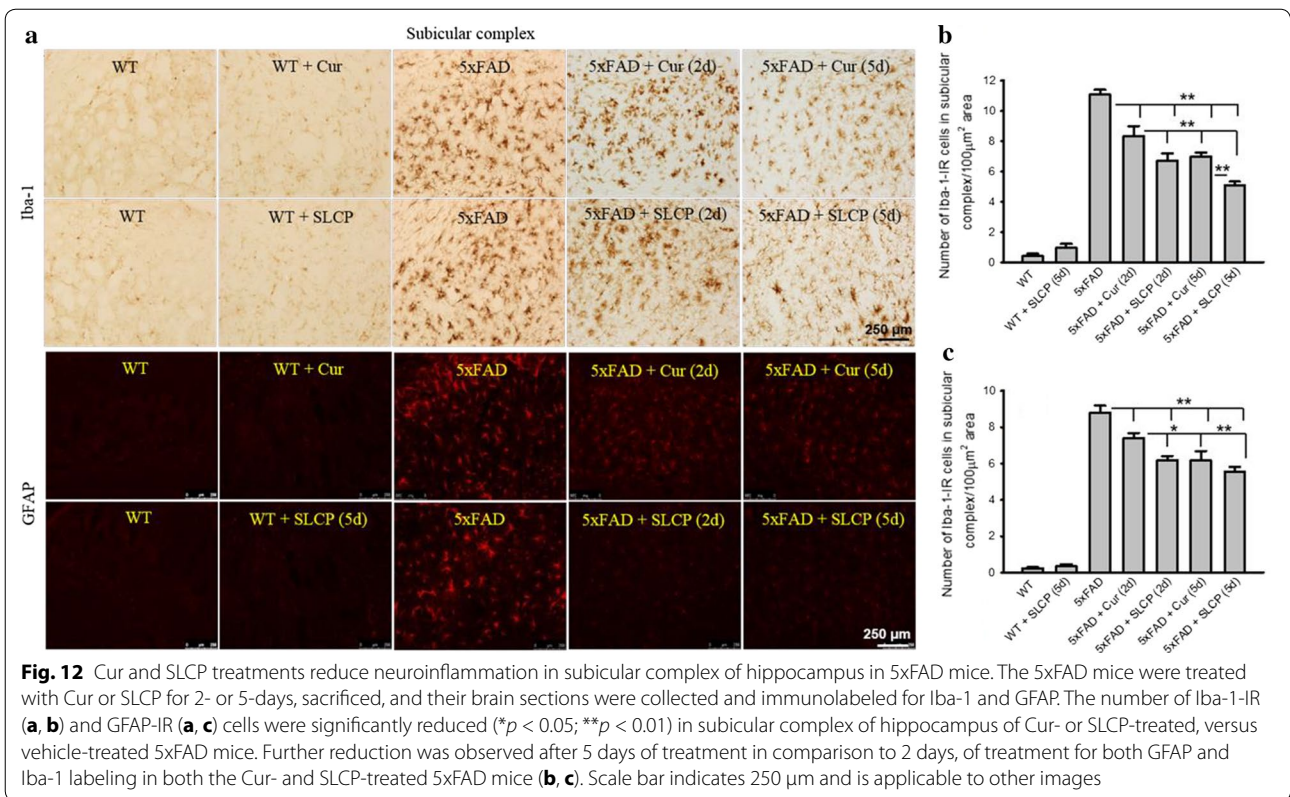 a
Subicular complex
Iba-1
WT
WT + Cur
5xFAD
5xFAD + Cur (2d)
5xFAD + Cur (5d)
WT
WT + SLCP
5xFAD
5xFAD + SLCP (2d)
5xFAD + SLCP (5d)
250 µm
GFAP
WT
WT + Cur
5xFAD
5xFAD + Cur (2d)
5xFAD + Cur (5d)
WT
WT + SLCP (5d)
5xFAD
5xFAD + SLCP (2d)
5xFAD + SLCP (5d)
250 µm
b
Number of Iba-1-IR cells in subicular
complex/100µm² area
12
10
8
6
4
2
0
**
**
**
WT
WT + SLCP (5d)
5xFAD
5xFAD + Cur (2d)
5xFAD + SLCP (2d)
5xFAD + Cur (5d)
5xFAD + SLCP (5d)
c
Number of Iba-1-IR cells in subicular
complex/100µm² area
10
8
6
4
2
0
**
*
**
WT
WT + SLCP (5d)
5xFAD
5xFAD + Cur (2d)
5xFAD + SLCP (2d)
5xFAD + Cur (5d)
5xFAD + SLCP (5d)
Fig. 12 Cur and SLCP treatments reduce neuroinflammation in subicular complex of hippocampus in 5xFAD mice. The 5xFAD mice were treated
with Cur or SLCP for 2- or 5-days, sacrificed, and their brain sections were collected and immunolabeled for Iba-1 and GFAP. The number of Iba-1-IR
(a, b) and GFAP-IR (a, c) cells were significantly reduced (*p < 0.05; **p < 0.01) in subicular complex of hippocampus of Cur- or SLCP-treated, versus
vehicle-treated 5xFAD mice. Further reduction was observed after 5 days of treatment in comparison to 2 days, of treatment for both GFAP and
Iba-1 labeling in both the Cur- and SLCP-treated 5xFAD mice (b, c). Scale bar indicates 250 µm and is applicable to other images